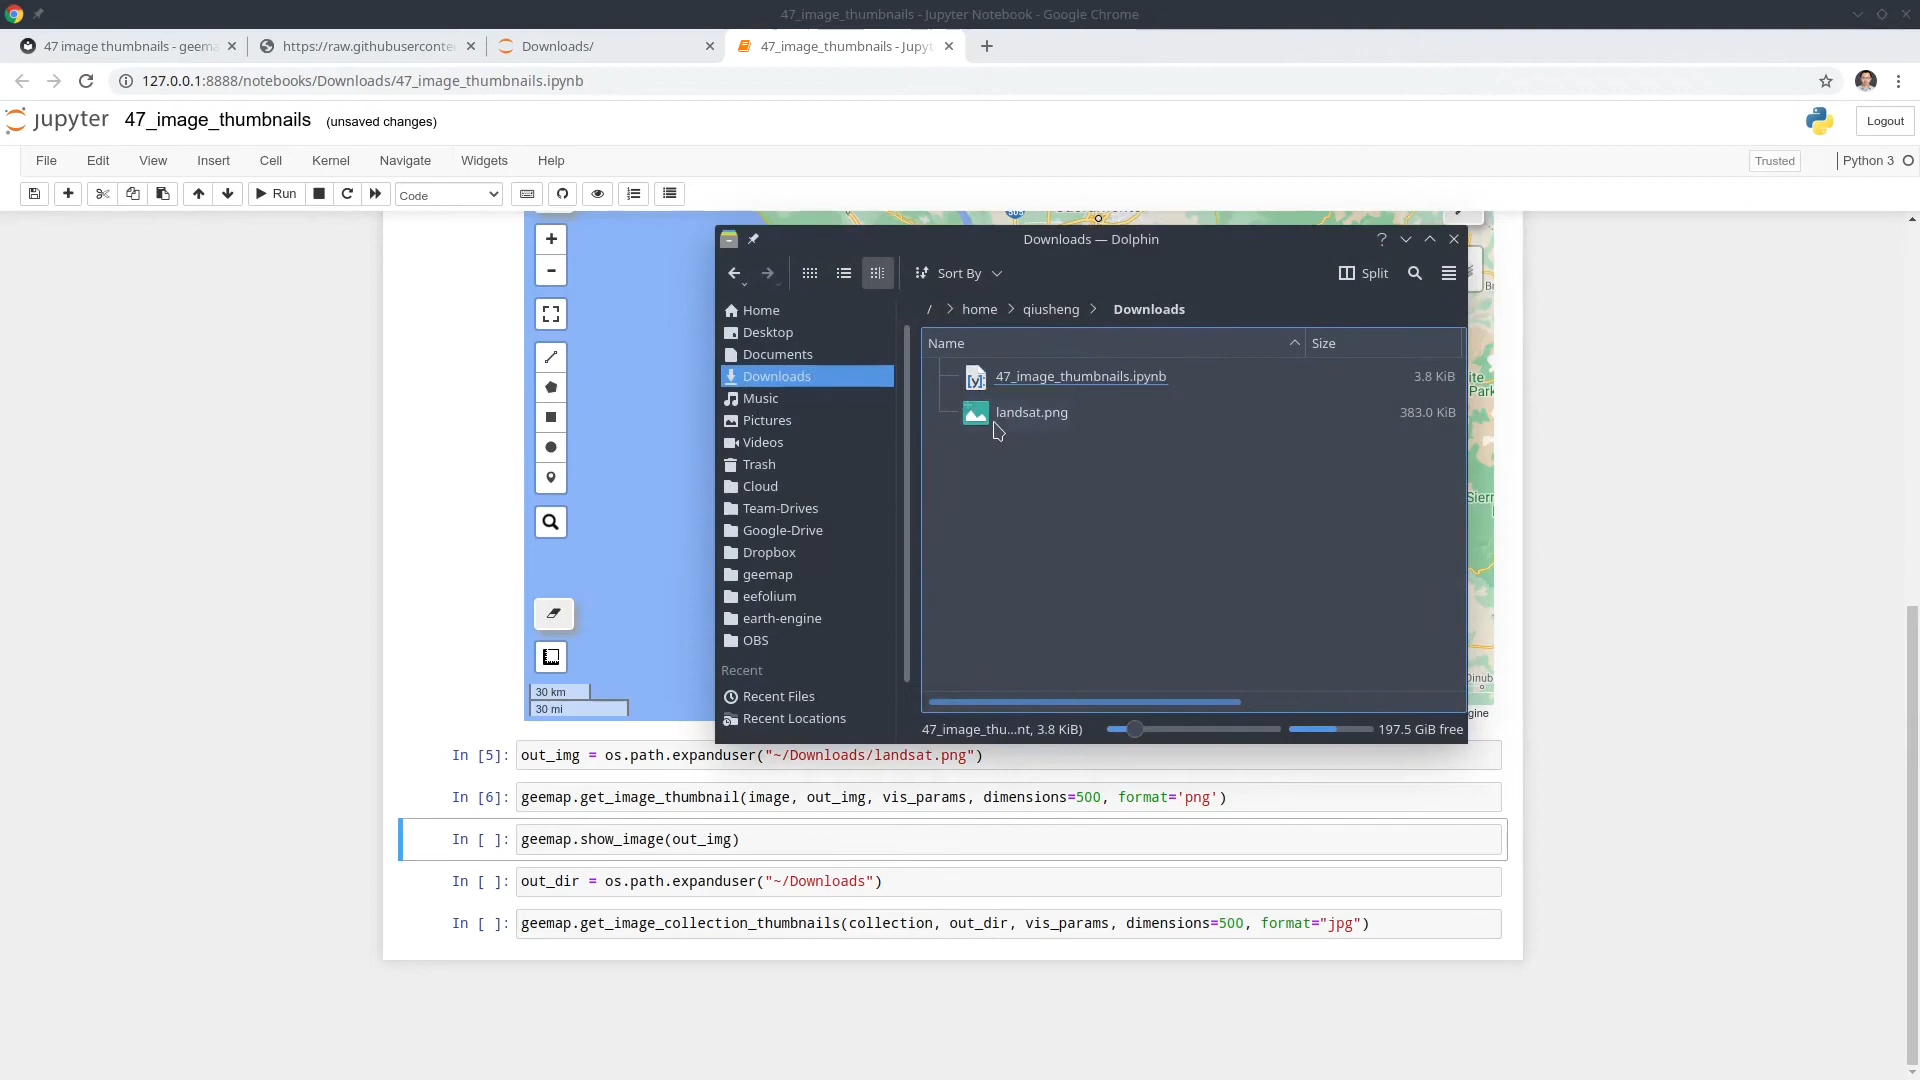 47_image_thumbnails - Jupyter Notebook - Google Chrome
47 image thumbnails - geema
https://raw.githubuserconte
Downloads/
47_image_thumbnails - Jupyt
127.0.0.1:8888/notebooks/Downloads/47_image_thumbnails.ipynb
jupyter 47_image_thumbnails (unsaved changes)
Logout
File Edit View Insert Cell Kernel Navigate Widgets Help
Trusted
Python 3
Run
Code
+
−
Downloads — Dolphin
Sort By
Split
/ > home > qiusheng > Downloads
Home
Desktop
Documents
Downloads
Music
Pictures
Videos
Trash
Cloud
Team-Drives
Google-Drive
Dropbox
geemap
eefolium
earth-engine
OBS
Recent
Recent Files
Recent Locations
Name Size
47_image_thumbnails.ipynb 3.8 KiB
landsat.png 383.0 KiB
47_image_thu...nt, 3.8 KiB)
197.5 GiB free
30 km
30 mi
In [5]: out_img = os.path.expanduser("~/Downloads/landsat.png")
In [6]: geemap.get_image_thumbnail(image, out_img, vis_params, dimensions=500, format='png')
In [ ]: geemap.show_image(out_img)
In [ ]: out_dir = os.path.expanduser("~/Downloads")
In [ ]: geemap.get_image_collection_thumbnails(collection, out_dir, vis_params, dimensions=500, format="jpg")